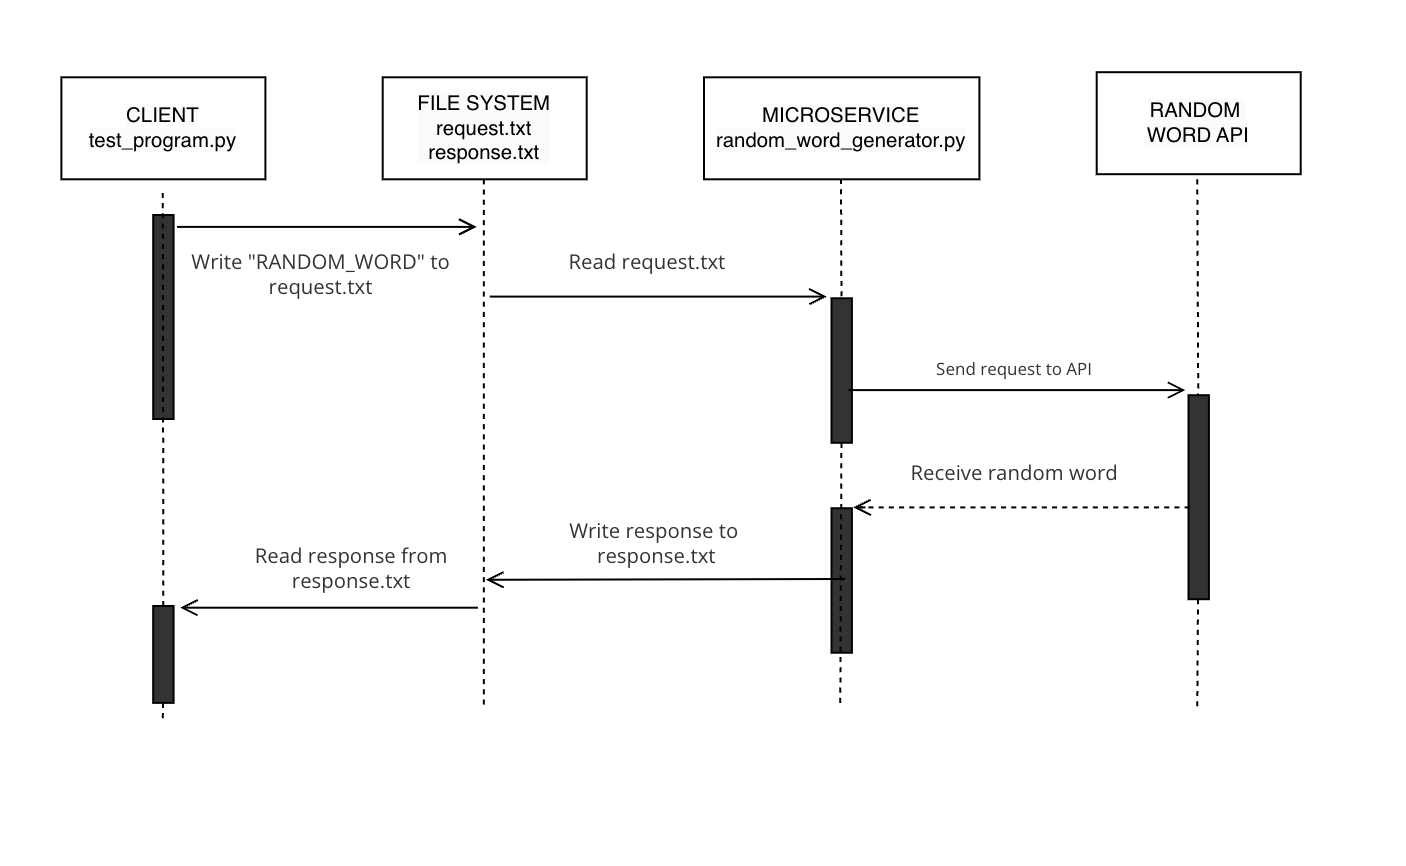 CLIENT
test_program.py
FILE SYSTEM
request.txt
response.txt
MICROSERVICE
random_word_generator.py
RANDOM
WORD API
Write "RANDOM_WORD" to
request.txt
Read request.txt
Send request to API
Receive random word
Write response to
response.txt
Read response from
response.txt